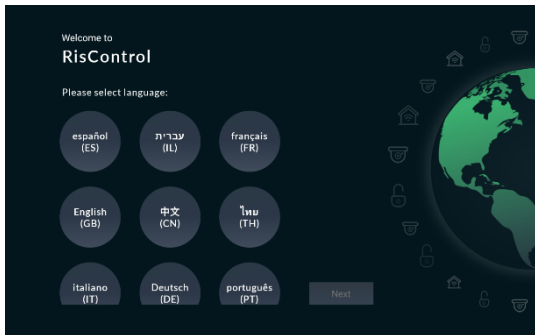 Welcome to
RisControl
Please select language:
español
(ES)
עברית
(IL)
français
(FR)
English
(GB)
中文
(CN)
ไทย
(TH)
italiano
(IT)
Deutsch
(DE)
português
(PT)
Next